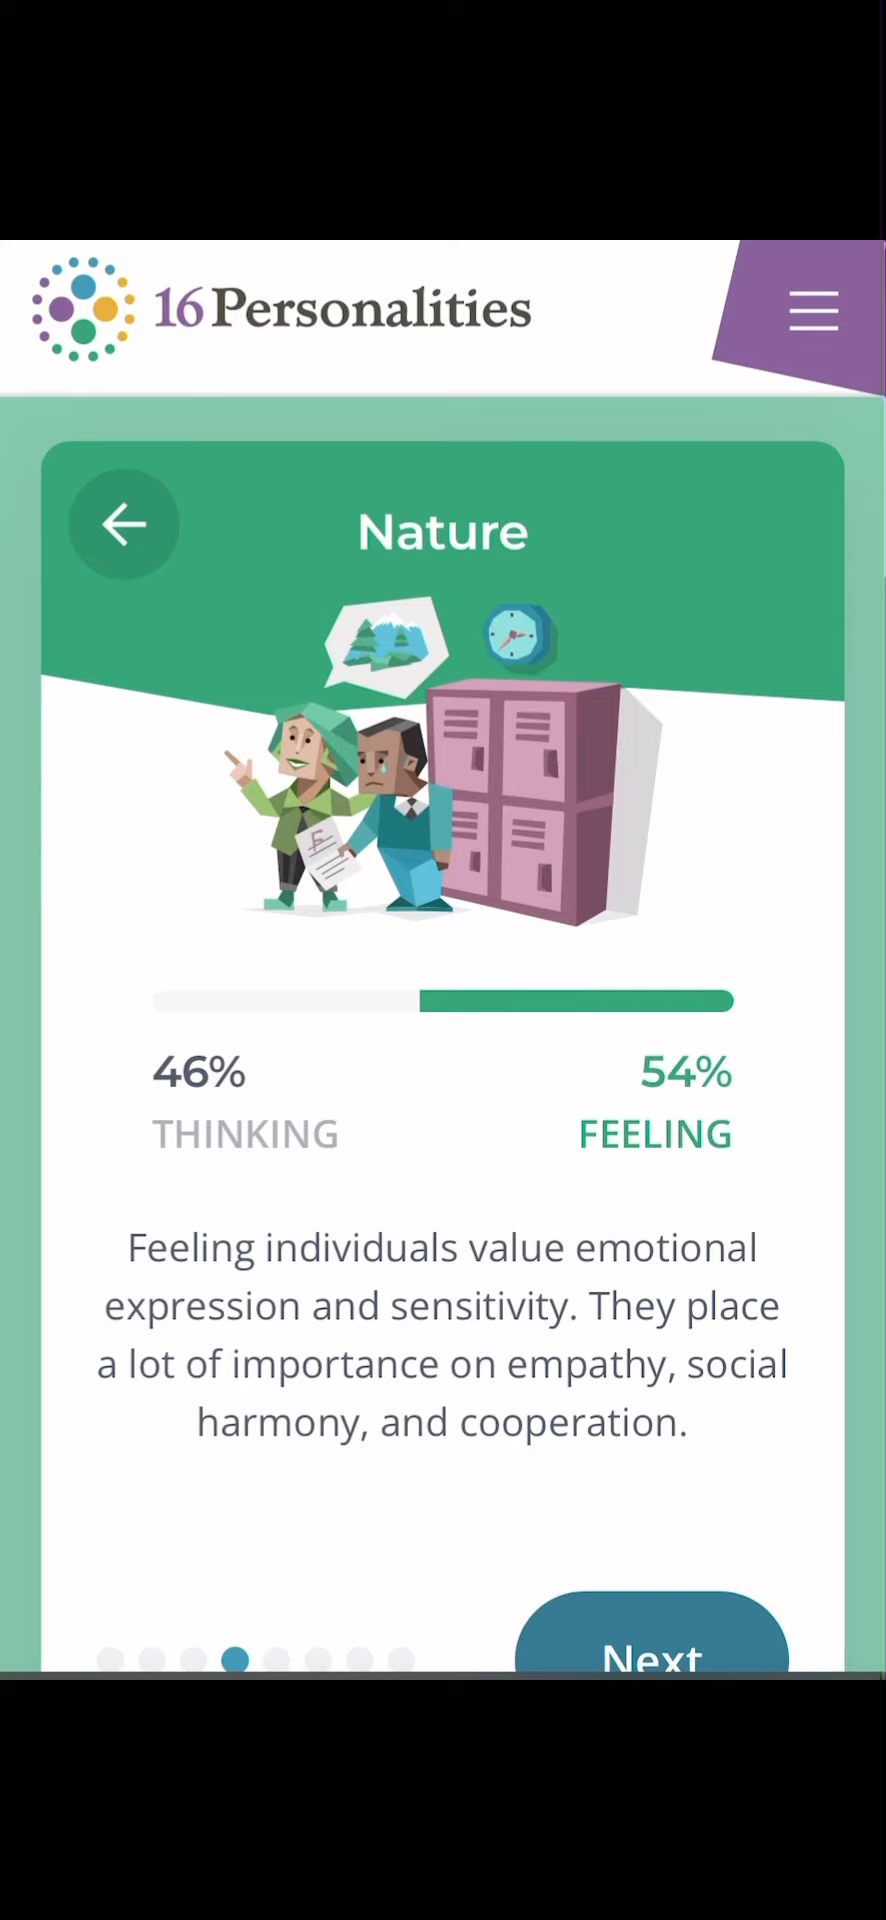 16Personalities
Nature
F
46%
54%
THINKING
FEELING
Feeling individuals value emotional
expression and sensitivity. They place
a lot of importance on empathy, social
harmony, and cooperation.
Next